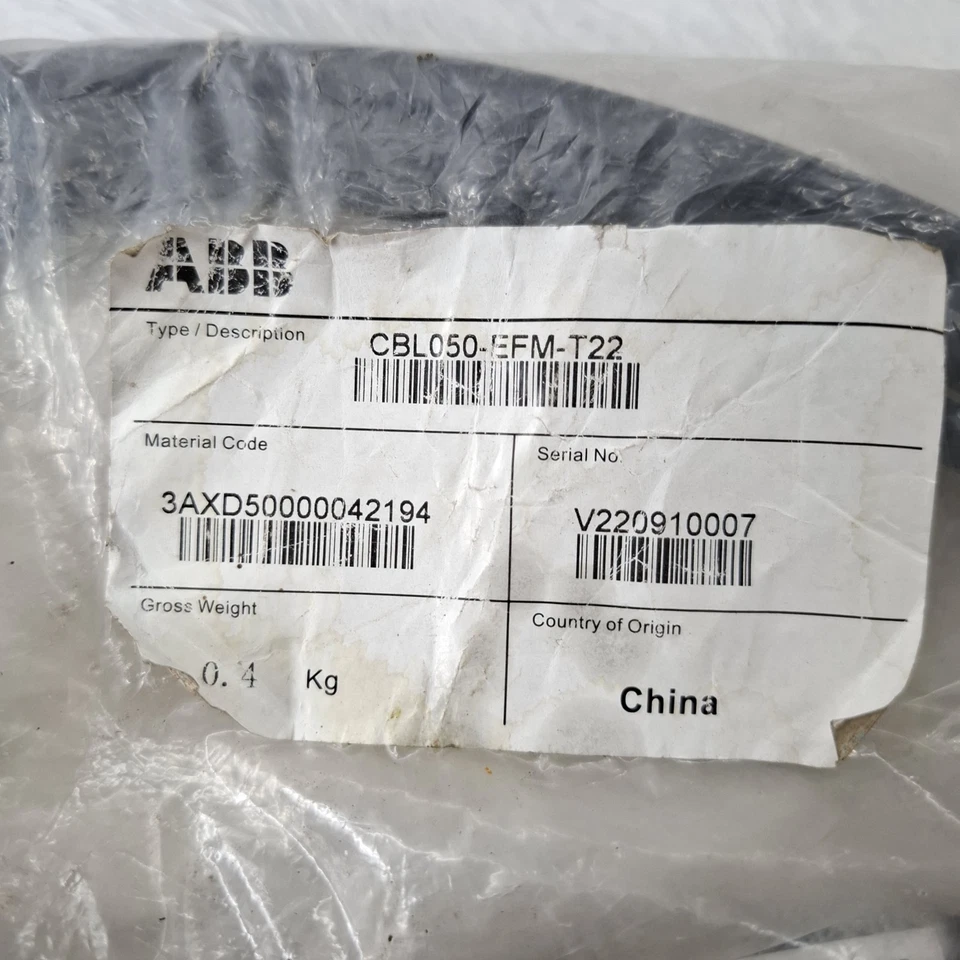 ABB
Type / Description
CBL050-EFM-T22
Material Code
3AXD50000042194
Serial No.
V220910007
Gross Weight
0.4 Kg
Country of Origin
China